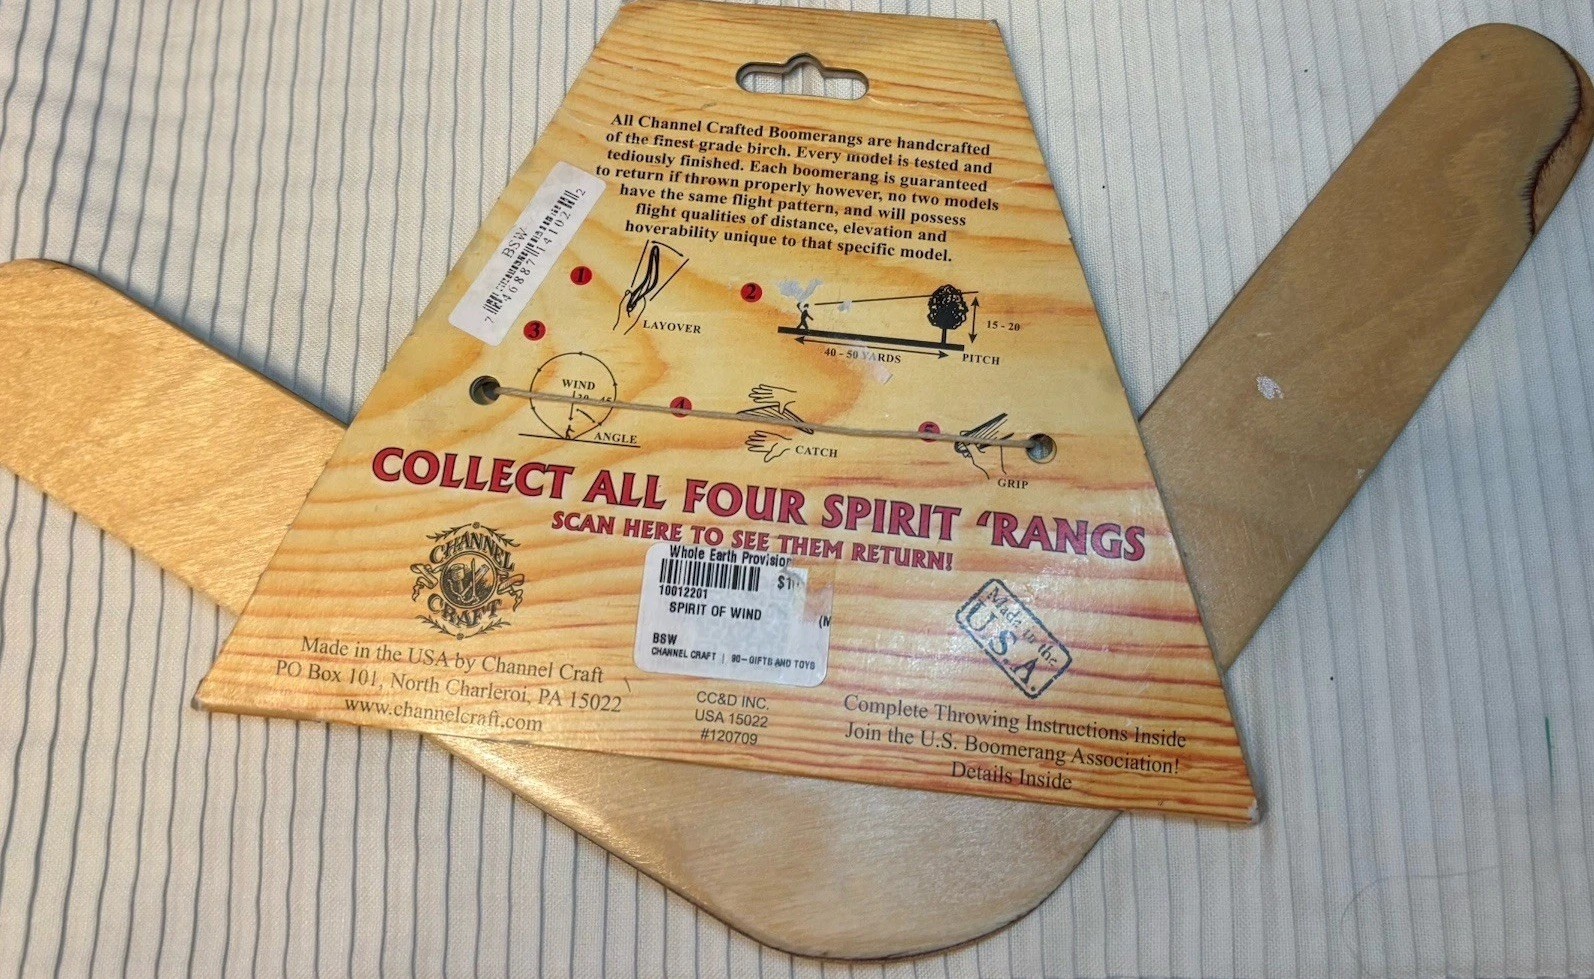 All Channel Crafted Boomerangs are handcrafted
of the finest grade birch. Every model is tested and
tediously finished. Each boomerang is guaranteed
to return if thrown properly however, no two models
have the same flight pattern, and will possess
flight qualities of distance, elevation and
hoverability unique to that specific model.
BSW
7 46887 14102 2
1
LAYOVER
2
15 - 20
40 - 50 YARDS
PITCH
3
WIND
ANGLE
4
CATCH
5
GRIP
COLLECT ALL FOUR SPIRIT ‘RANGS
SCAN HERE TO SEE THEM RETURN!
CHANNEL
CRAFT
Whole Earth Provision
10012201
SPIRIT OF WIND
BSW
CHANNEL CRAFT | 90-GIFTS AND TOYS
Made in the
U.S.A.
Made in the USA by Channel Craft
PO Box 101, North Charleroi, PA 15022
www.channelcraft.com
CC&D INC.
USA 15022
#120709
Complete Throwing Instructions Inside
Join the U.S. Boomerang Association!
Details Inside